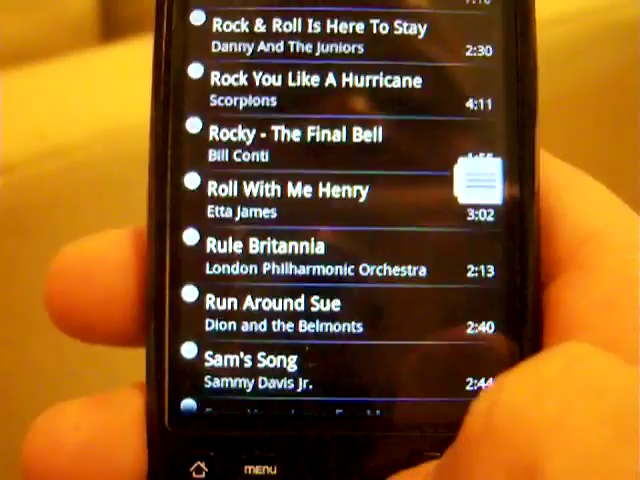 Rock & Roll Is Here To Stay
Danny And The Juniors 2:30
Rock You Like A Hurricane
Scorpions 4:11
Rocky - The Final Bell
Bill Conti
Roll With Me Henry
Etta James 3:02
Rule Britannia
London Philharmonic Orchestra 2:13
Run Around Sue
Dion and the Belmonts 2:40
Sam's Song
Sammy Davis Jr. 2:44
MENU